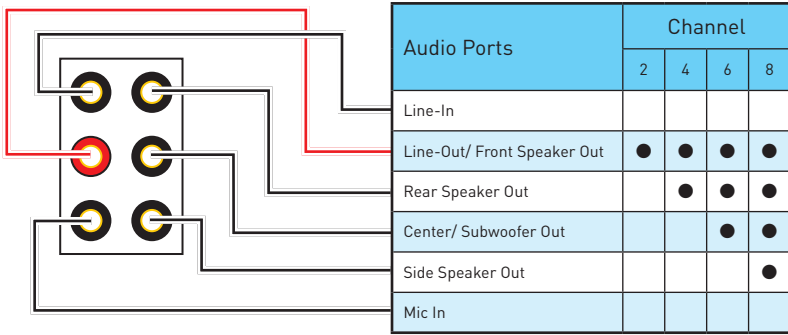 Audio Ports
Channel
2 4 6 8
Line-In
Line-Out/ Front Speaker Out ● ● ● ●
Rear Speaker Out ● ● ●
Center/ Subwoofer Out ● ●
Side Speaker Out ●
Mic In